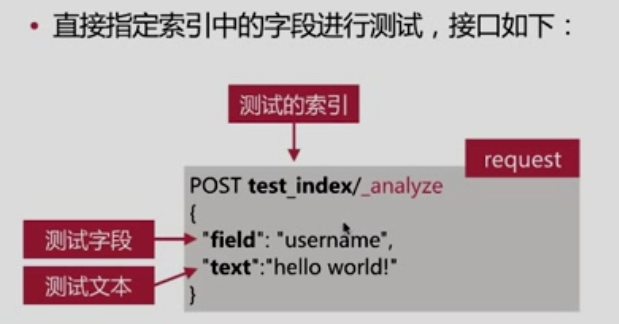 • 直接指定索引中的字段进行测试，接口如下：
测试的索引
request
POST test_index/_analyze
{
测试字段
"field": "username",
测试文本
"text":"hello world!"
}